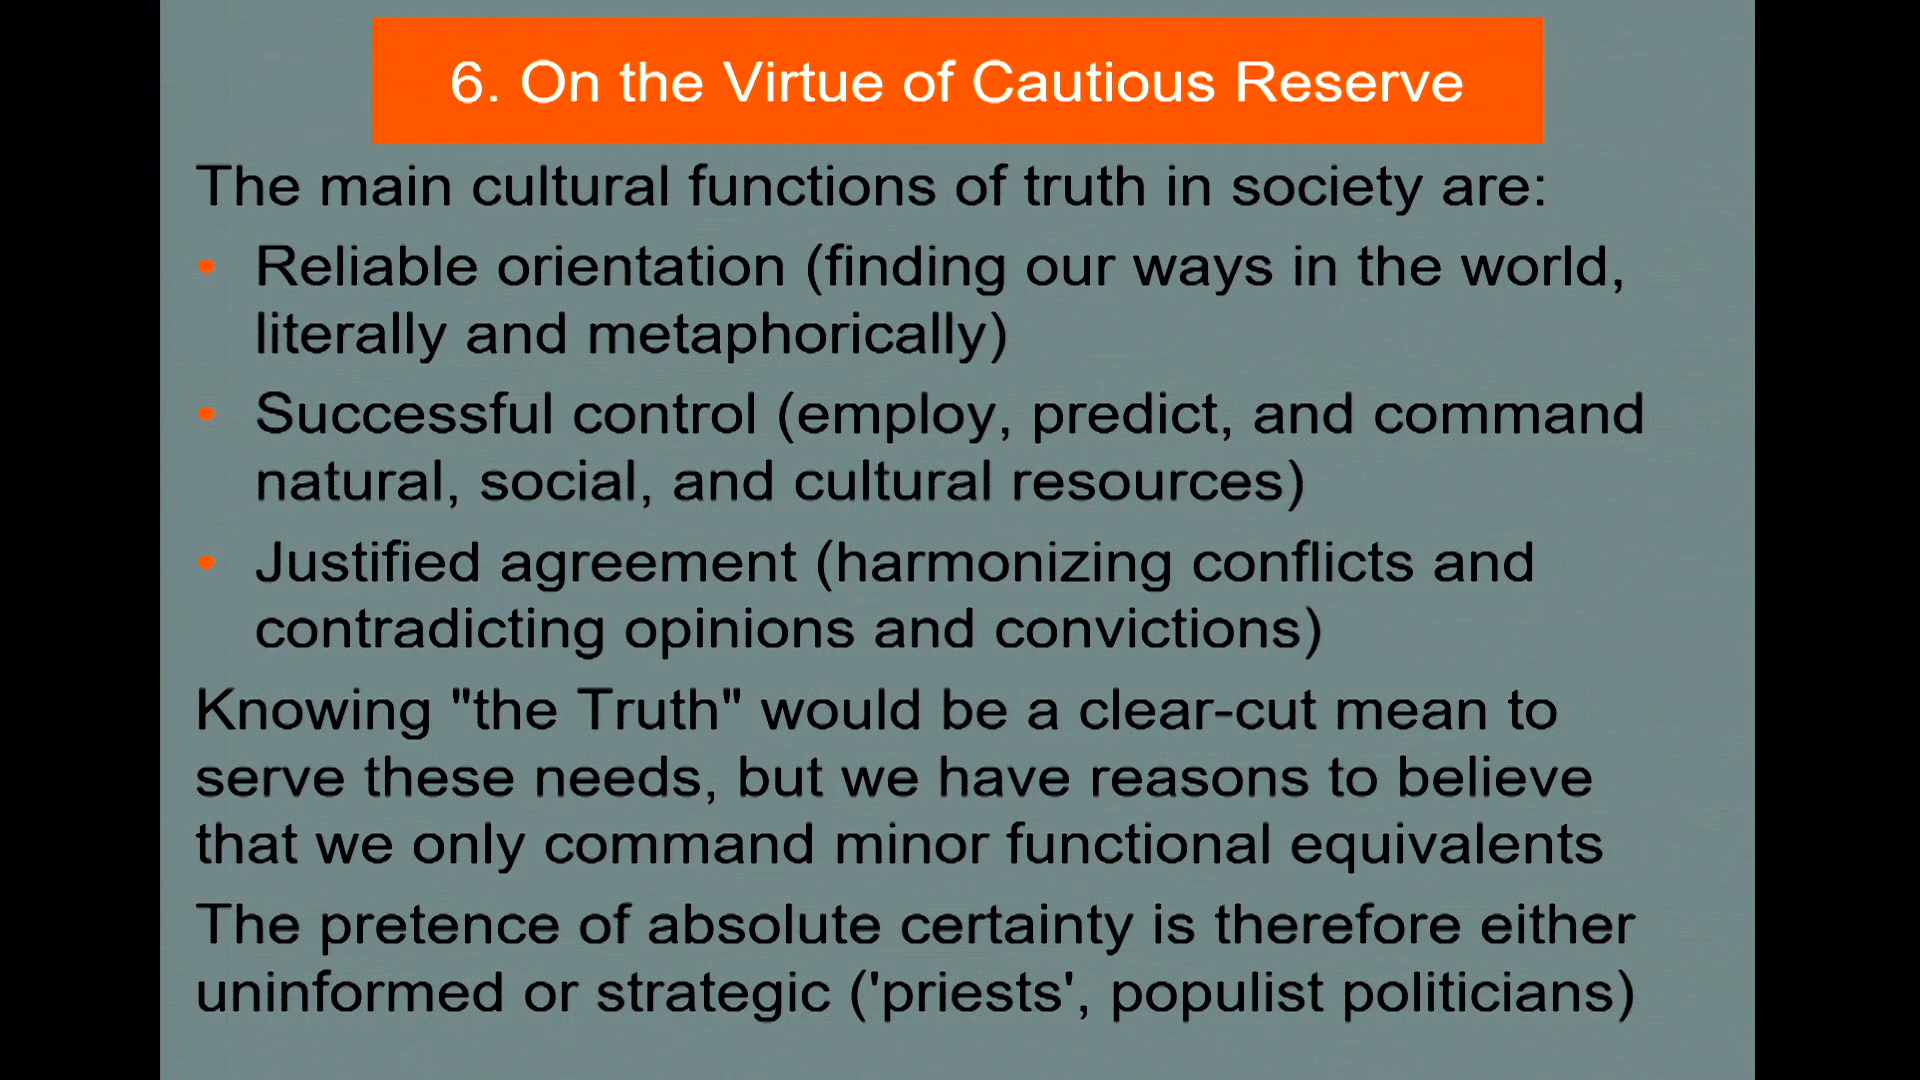 6. On the Virtue of Cautious Reserve
The main cultural functions of truth in society are:
• Reliable orientation (finding our ways in the world,
literally and metaphorically)
• Successful control (employ, predict, and command
natural, social, and cultural resources)
• Justified agreement (harmonizing conflicts and
contradicting opinions and convictions)
Knowing "the Truth" would be a clear-cut mean to
serve these needs, but we have reasons to believe
that we only command minor functional equivalents
The pretence of absolute certainty is therefore either
uninformed or strategic ('priests', populist politicians)